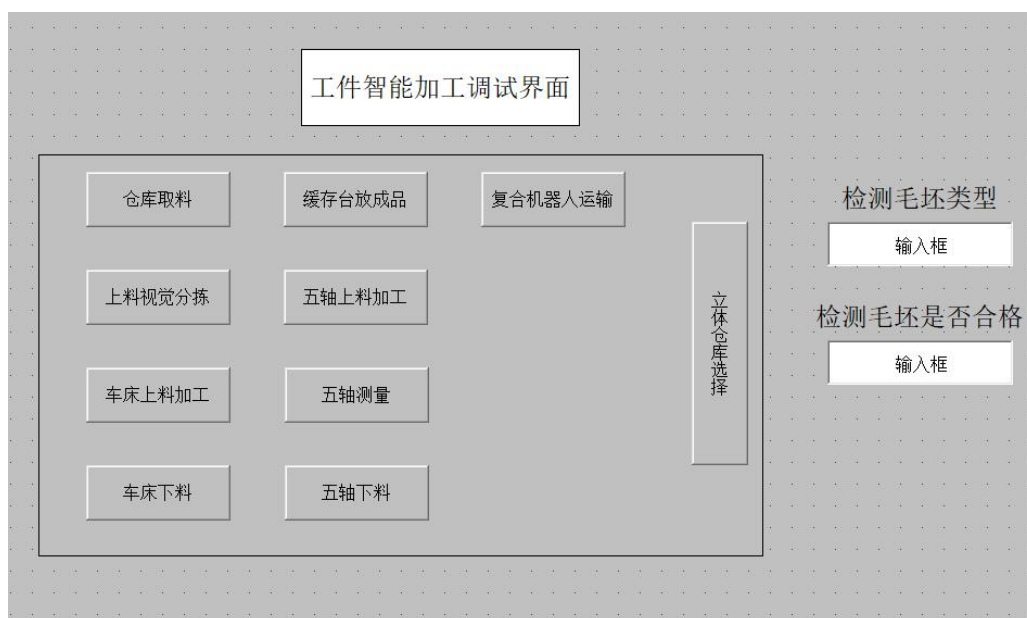 工件智能加工调试界面
仓库取料
缓存台放成品
复合机器人运输
上料视觉分拣
五轴上料加工
车床上料加工
五轴测量
车床下料
五轴下料
立体仓库选择
检测毛坯类型
输入框
检测毛坯是否合格
输入框